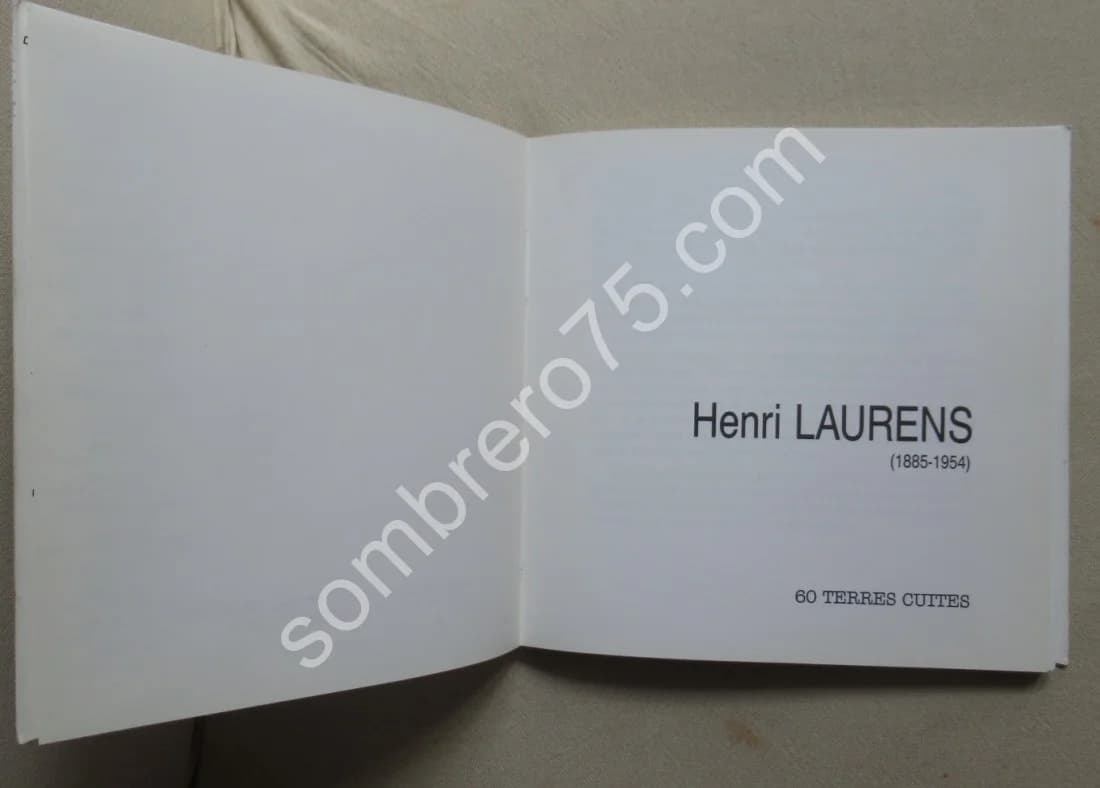 Henri LAURENS
(1885-1954)
60 TERRES CUITES
sombrero75.com